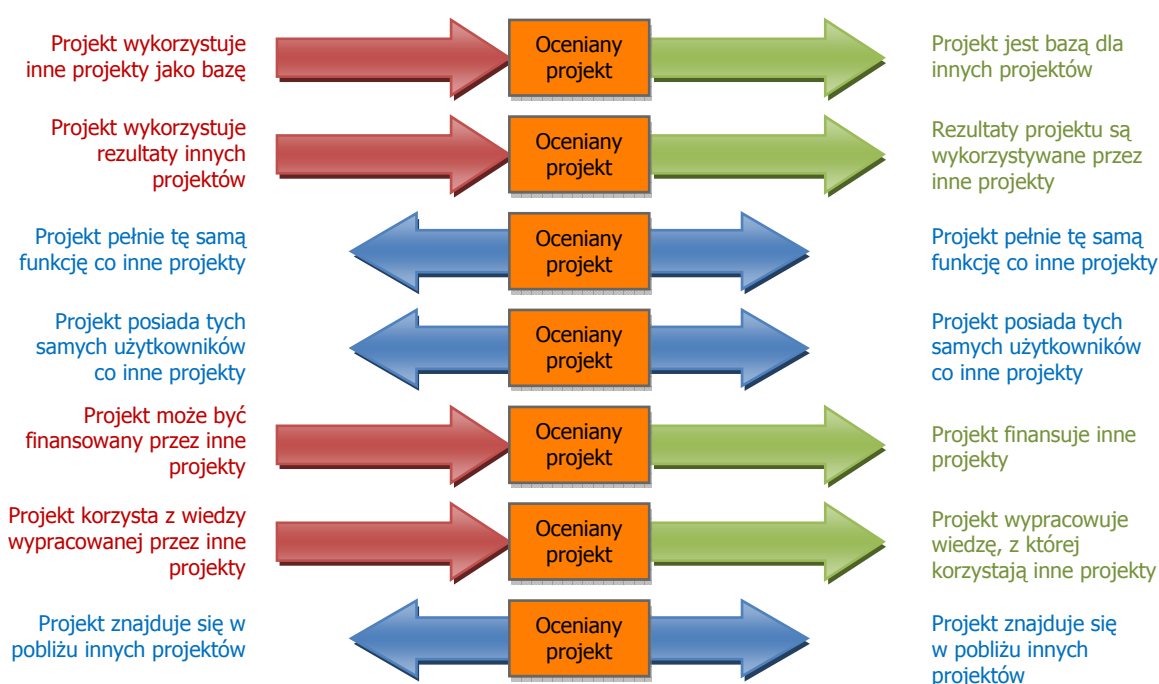 Projekt wykorzystuje
inne projekty jako bazę
Oceniany
projekt
Projekt jest bazą dla
innych projektów
Projekt wykorzystuje
rezultaty innych
projektów
Oceniany
projekt
Rezultaty projektu są
wykorzystywane przez
inne projekty
Projekt pełnie tę samą
funkcję co inne projekty
Oceniany
projekt
Projekt pełnie tę samą
funkcję co inne projekty
Projekt posiada tych
samych użytkowników
co inne projekty
Oceniany
projekt
Projekt posiada tych
samych użytkowników
co inne projekty
Projekt może być
finansowany przez inne
projekty
Oceniany
projekt
Projekt finansuje inne
projekty
Projekt korzysta z wiedzy
wypracowanej przez inne
projekty
Oceniany
projekt
Projekt wypracowuje
wiedzę, z której
korzystają inne projekty
Projekt znajduje się w
pobliżu innych projektów
Oceniany
projekt
Projekt znajduje się
w pobliżu innych
projektów